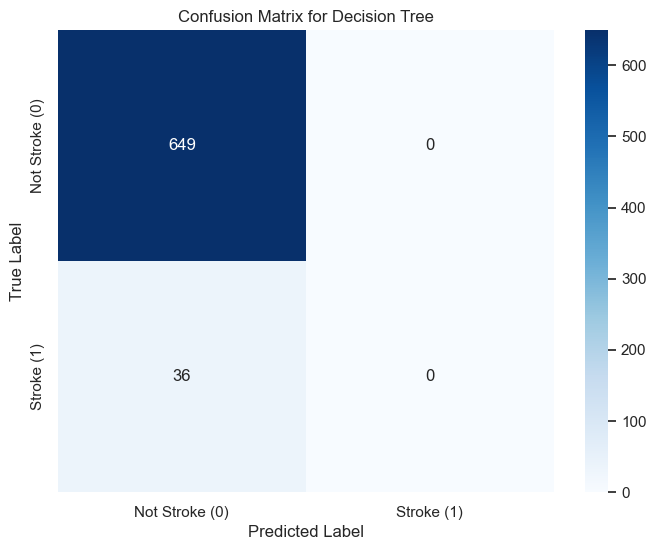 Confusion Matrix for Decision Tree
True Label
Not Stroke (0)
649
0
Stroke (1)
36
0
Not Stroke (0)
Stroke (1)
Predicted Label
600
500
400
300
200
100
0